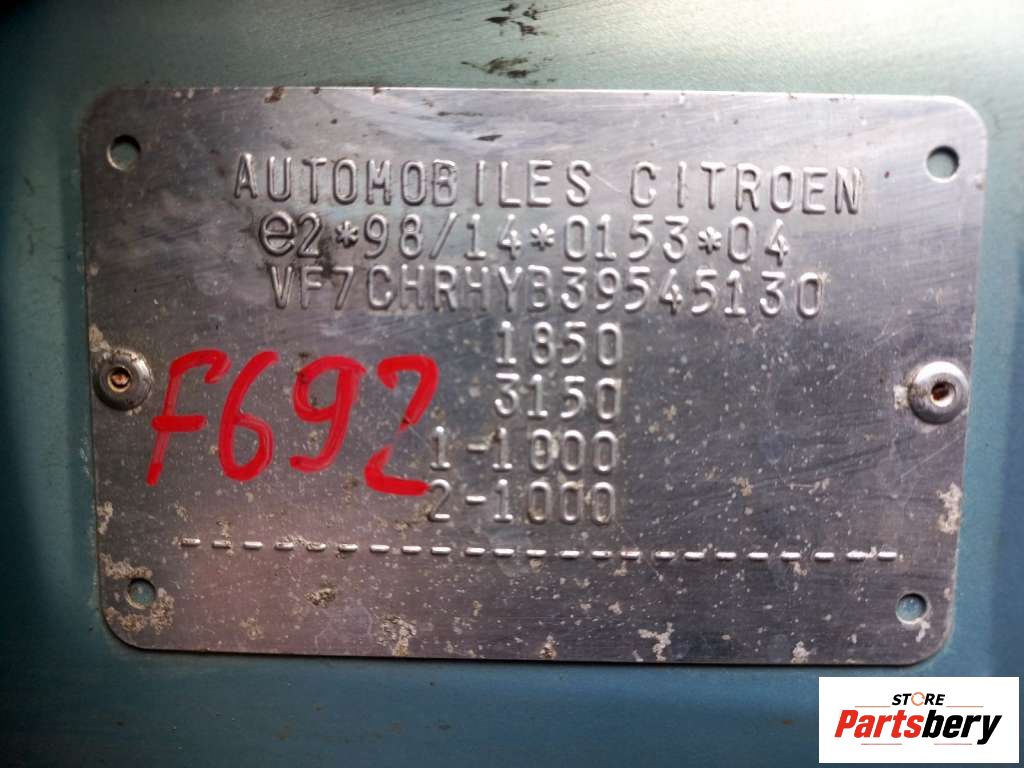 AUTOMOBILES CITROEN
e2*98/14*0153*04
VF7CHRHYB39545130
1850
3150
1-1000
2-1000
F692
--------------------------
STORE
Partsbery